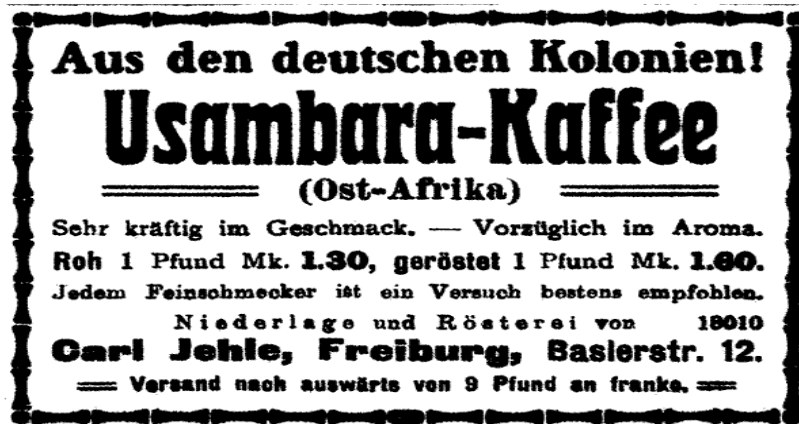 Aus den deutschen Kolonien!
Usambara-Kaffee
(Ost-Afrika)
Sehr kräftig im Geschmack. — Vorzüglich im Aroma.
Roh 1 Pfund Mk. 1.30, geröstet 1 Pfund Mk. 1.60.
Jedem Feinschmecker ist ein Versuch bestens empfohlen.
Niederlage und Rösterei von 18010
Carl Jehle, Freiburg, Baslerstr. 12.
Versand nach auswärts von 9 Pfund an franko.